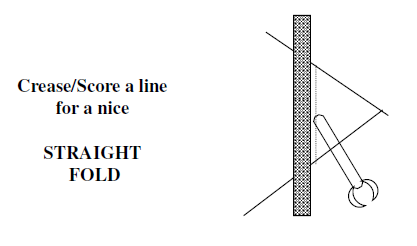 Crease/Score a line
for a nice
STRAIGHT
FOLD